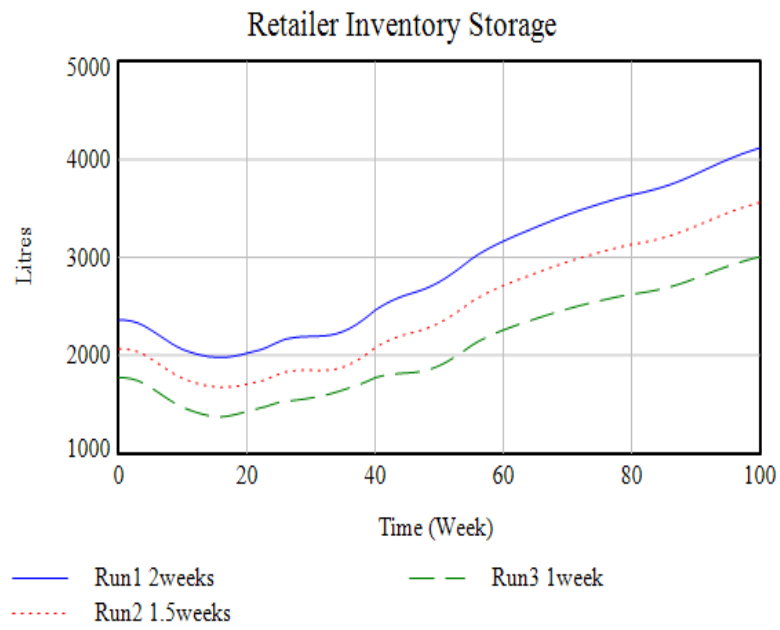 Retailer Inventory Storage
5000
4000
3000
2000
1000
Litres
0 20 40 60 80 100
Time (Week)
Run1 2weeks
Run3 1week
Run2 1.5weeks